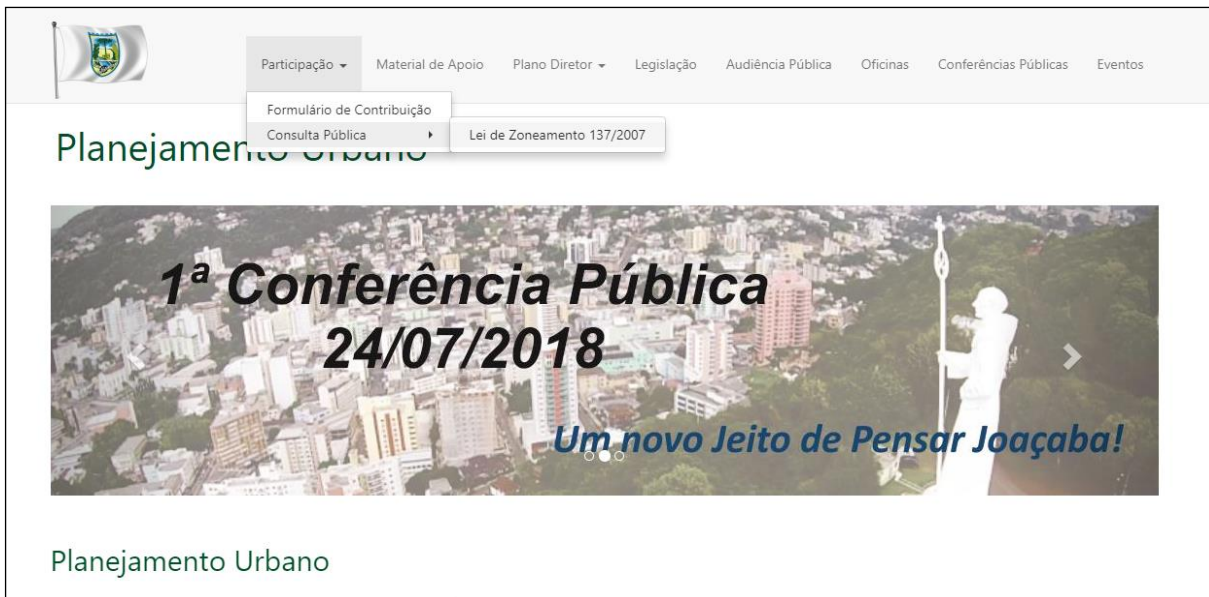 Participação Material de Apoio Plano Diretor Legislação Audiência Pública Oficinas Conferências Públicas Eventos
Formulário de Contribuição
Consulta Pública Lei de Zoneamento 137/2007
Planejamento Urbano
1ª Conferência Pública
24/07/2018
Um novo Jeito de Pensar Joaçaba!
Planejamento Urbano